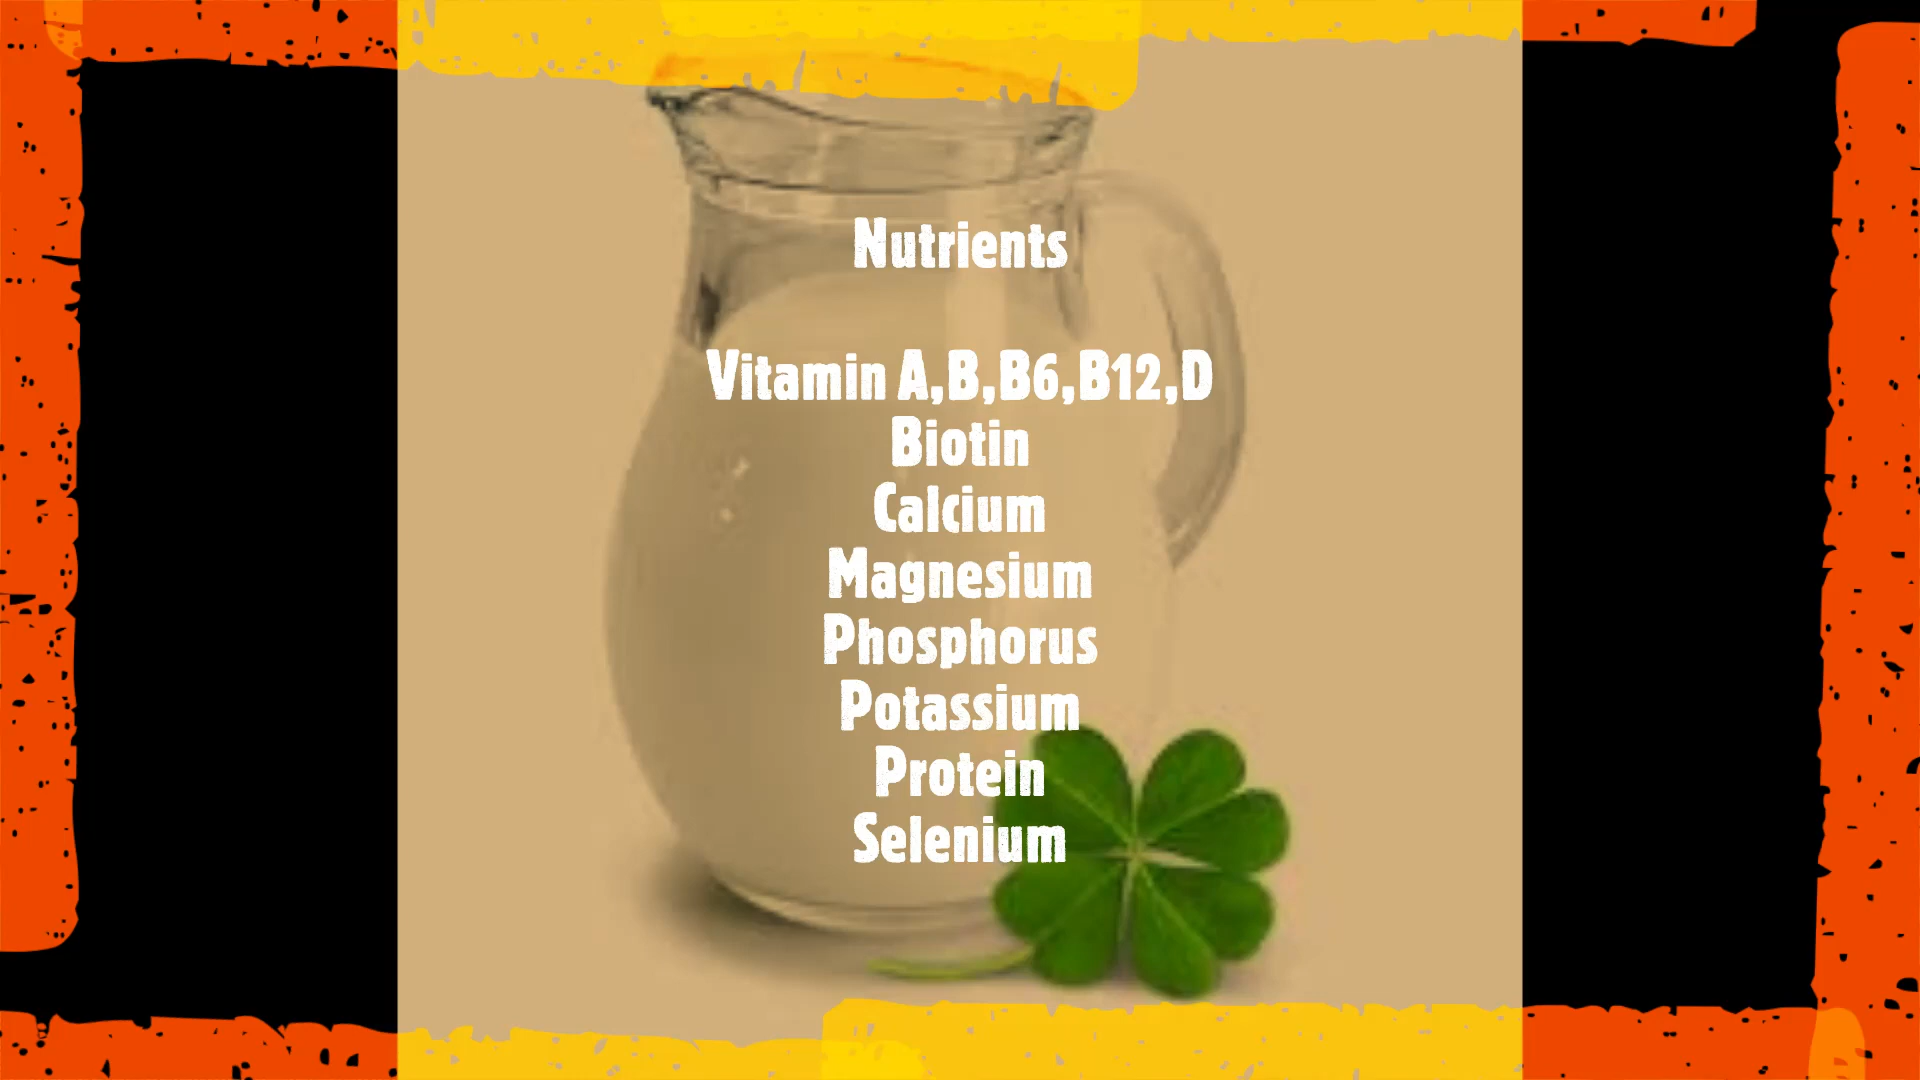 Nutrients
Vitamin A,B,B6,B12,D
Biotin
Calcium
Magnesium
Phosphorus
Potassium
Protein
Selenium